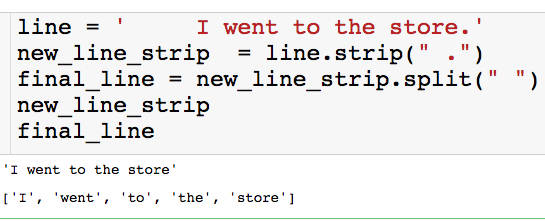 line = '     I went to the store.'
new_line_strip  = line.strip(" .")
final_line = new_line_strip.split(" ")
new_line_strip
final_line
'I went to the store'
['I', 'went', 'to', 'the', 'store']